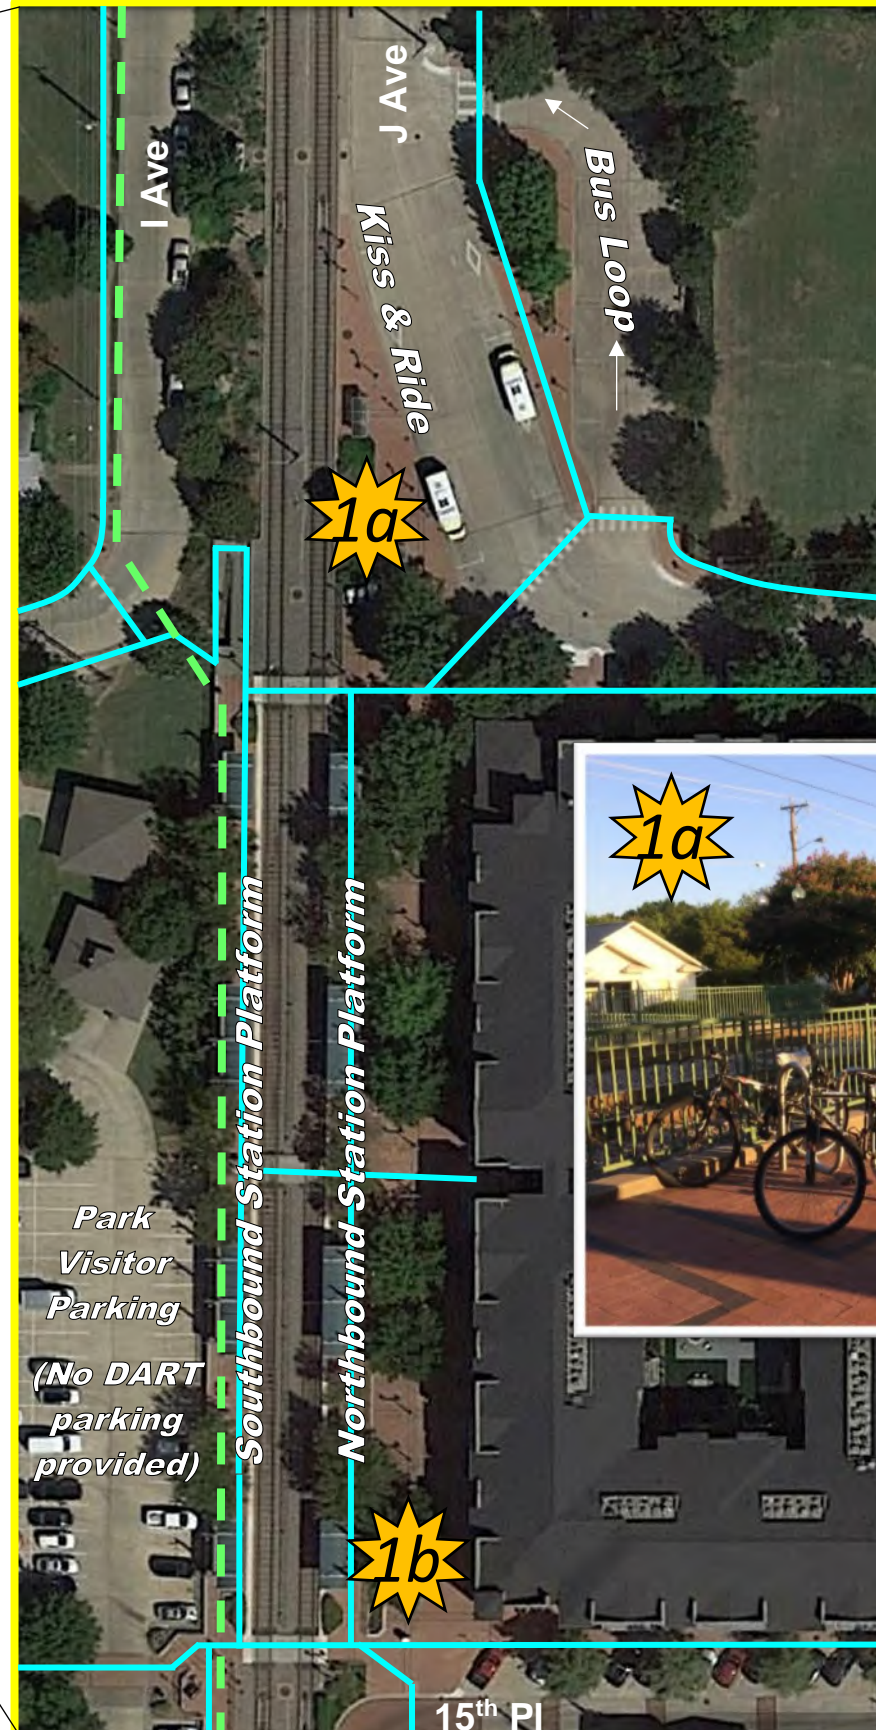 J Ave
I Ave
Bus Loop
Kiss & Ride
1a
1a
Southbound Station Platform
Northbound Station Platform
Park
Visitor
Parking
(No DART
parking
provided)
1b
15th Pl